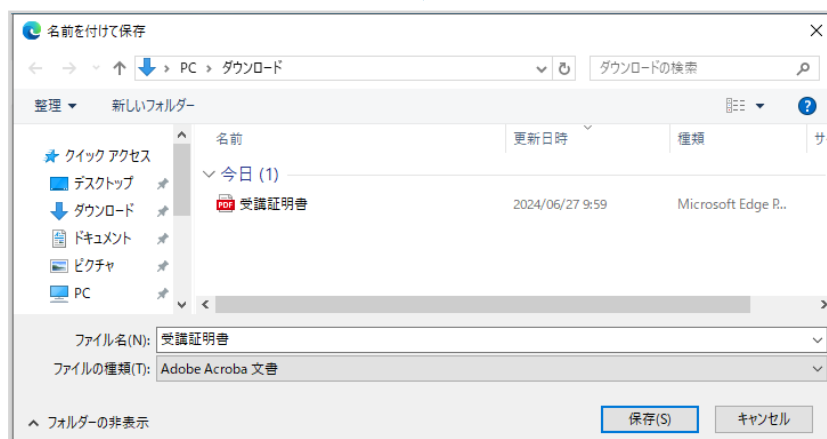 名前を付けて保存
PC › ダウンロード
ダウンロードの検索
整理 ▼ 新しいフォルダー
名前 更新日時 種類 サ
クイック アクセス
デスクトップ
ダウンロード
ドキュメント
ピクチャ
PC
今日 (1)
PDF 受講証明書 2024/06/27 9:59 Microsoft Edge P...
ファイル名(N): 受講証明書
ファイルの種類(T): Adobe Acroba 文書
フォルダーの非表示
保存(S) キャンセル